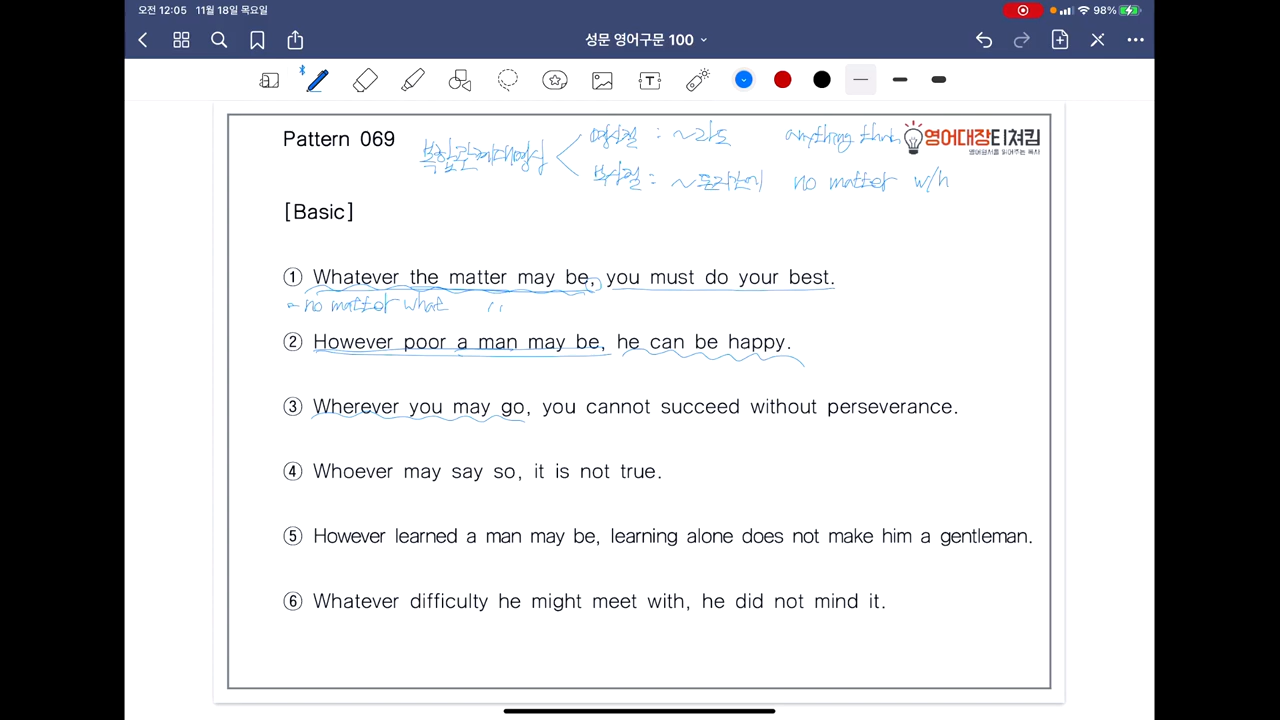 오전 12:05 11월 18일 목요일 98%
성문 영어구문 100
Pattern 069
복합관계대명사
명사절 : ~라도 anything that
영어대장티쳐킴
부사절 : ~든지간에 no matter w/h
[Basic]
① Whatever the matter may be, you must do your best.
= no matter what 〃
② However poor a man may be, he can be happy.
③ Wherever you may go, you cannot succeed without perseverance.
④ Whoever may say so, it is not true.
⑤ However learned a man may be, learning alone does not make him a gentleman.
⑥ Whatever difficulty he might meet with, he did not mind it.